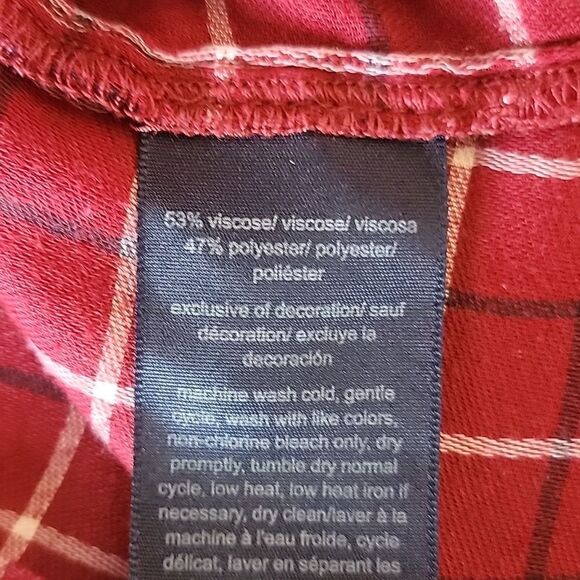 53% viscose/ viscose/ viscosa
47% polyester/ polyester/
poliéster
exclusive of decoration/ sauf
décoration/ excluye la
decoración
machine wash cold, gentle
cycle, wash with like colors,
non-chlorine bleach only, dry
promptly, tumble dry normal
cycle, low heat, low heat iron if
necessary, dry clean/laver à la
machine à l'eau froide, cycle
délicat, laver en séparant les